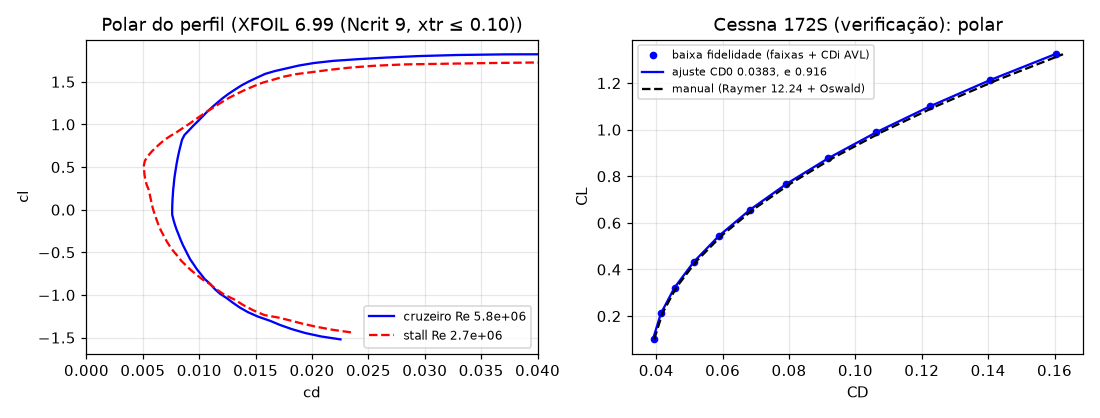 Polar do perfil (XFOIL 6.99 (Ncrit 9, xtr ≤ 0.10))
cl
1.5
1.0
0.5
0.0
−0.5
−1.0
−1.5
cruzeiro Re 5.8e+06
stall Re 2.7e+06
0.000 0.005 0.010 0.015 0.020 0.025 0.030 0.035 0.040
cd
Cessna 172S (verificação): polar
CL
1.2
1.0
0.8
0.6
0.4
0.2
baixa fidelidade (faixas + CDi AVL)
ajuste CD0 0.0383, e 0.916
manual (Raymer 12.24 + Oswald)
0.04 0.06 0.08 0.10 0.12 0.14 0.16
CD